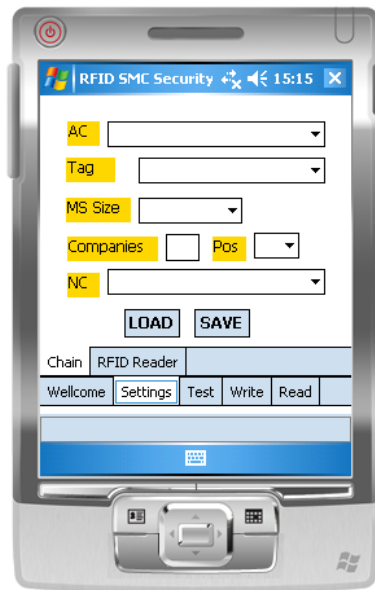 RFID SMC Security 15:15
AC
Tag
MS Size
Companies Pos
NC
LOAD SAVE
Chain RFID Reader
Wellcome Settings Test Write Read